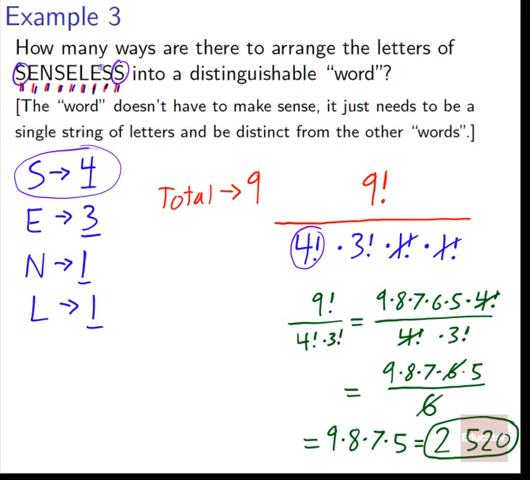 Example 3
How many ways are there to arrange the letters of
SENSELESS into a distinguishable “word”?
[The “word” doesn't have to make sense, it just needs to be a
single string of letters and be distinct from the other “words”.]
S → 4
E → 3
N → 1
L → 1
Total → 9
9!
4! · 3! · 1! · 1!
9! / 4! · 3! = 9·8·7·6·5·4! / 4! · 3!
= 9·8·7·6·5 / 6
= 9·8·7·5 = 2 520